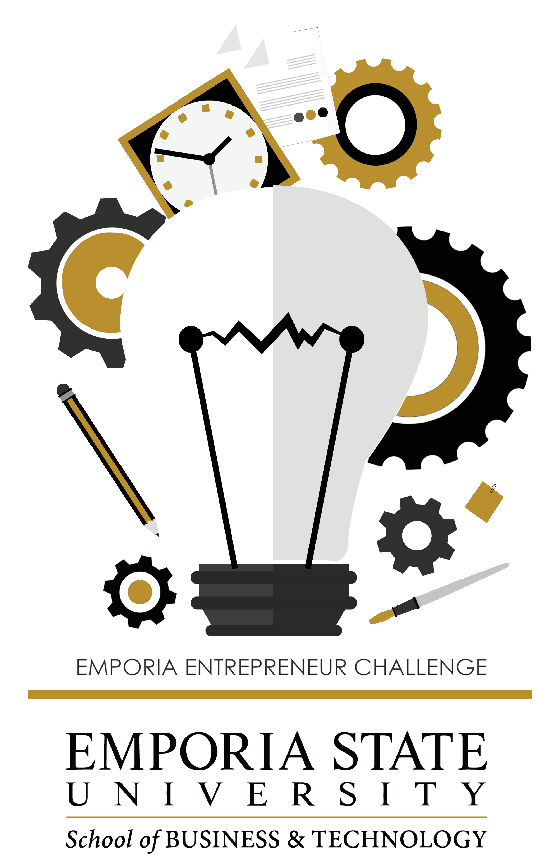 EMPORIA ENTREPRENEUR CHALLENGE
EMPORIA STATE
UNIVERSITY
School of BUSINESS & TECHNOLOGY